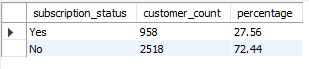 subscription_status customer_count percentage
Yes 958 27.56
No 2518 72.44